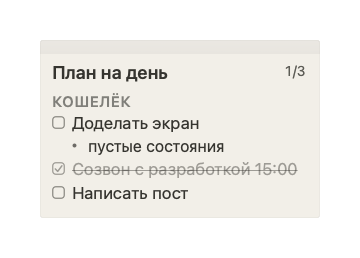 План на день 1/3
КОШЕЛЁК
Доделать экран
• пустые состояния
Созвон с разработкой 15:00
Написать пост